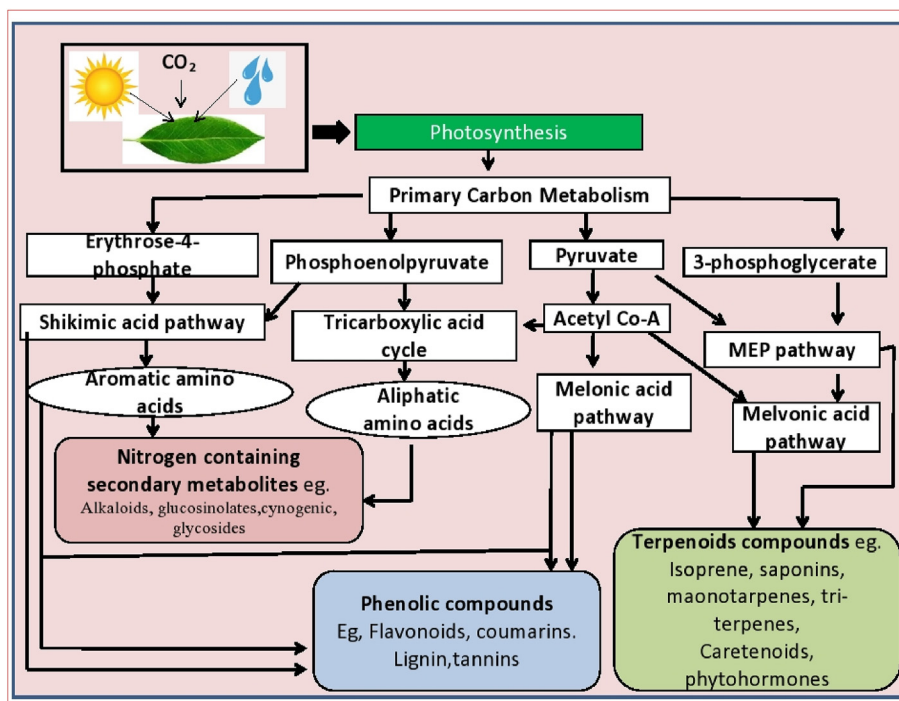 CO₂
Photosynthesis
Primary Carbon Metabolism
Erythrose-4-
phosphate
Phosphoenolpyruvate
Pyruvate
3-phosphoglycerate
Shikimic acid pathway
Tricarboxylic acid
cycle
Acetyl Co-A
MEP pathway
Aromatic amino
acids
Aliphatic
amino acids
Melonic acid
pathway
Melvonic acid
pathway
Nitrogen containing
secondary metabolites eg.
Alkaloids, glucosinolates,cynogenic,
glycosides
Phenolic compounds
Eg, Flavonoids, coumarins.
Lignin,tannins
Terpenoids compounds eg.
Isoprene, saponins,
maonotarpenes, tri-
terpenes,
Caretenoids,
phytohormones